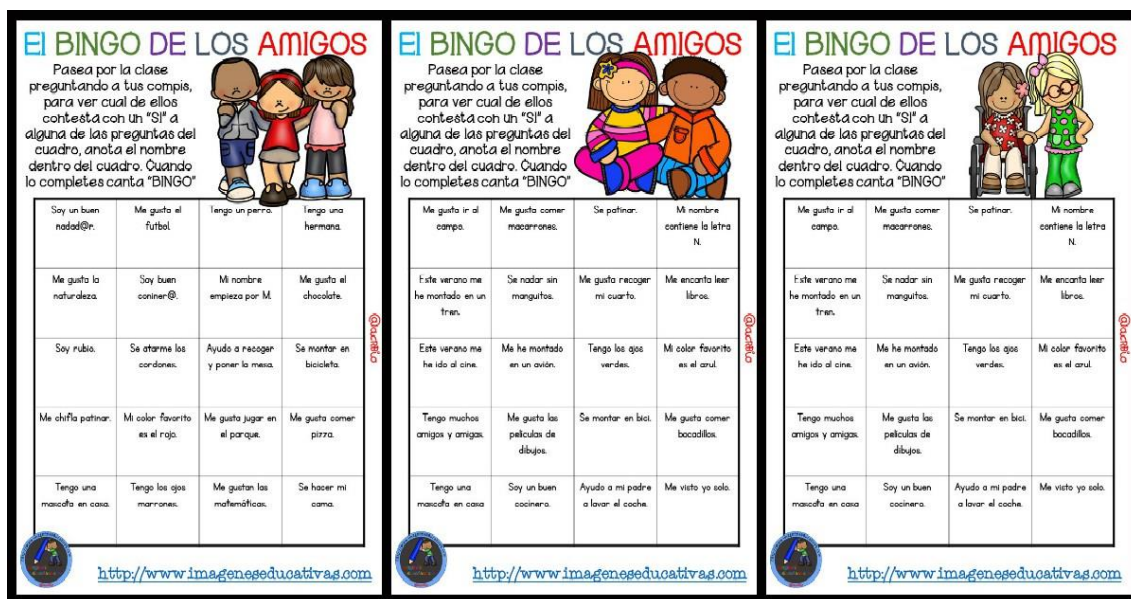 El BINGO DE LOS AMIGOS
Pasea por la clase
preguntando a tus compis,
para ver cual de ellos
contesta con un "SI" a
alguna de las preguntas del
cuadro, anota el nombre
dentro del cuadro. Cuando
lo completes canta "BINGO"
Soy un buen
nadad@r.
Me gusta el
futbol.
Tengo un perro.
Tengo una
hermana.
Me gusta la
naturaleza.
Soy buen
coniner@.
Mi nombre
empieza por M.
Me gusta el
chocolate.
Soy rubio.
Se atarme los
cordones.
Ayudo a recoger
y poner la mesa.
Se montar en
bicicleta.
Me chifla patinar.
Mi color favorito
es el rojo.
Me gusta jugar en
el parque.
Me gusta comer
pizza.
Tengo una
mascota en casa.
Tengo los ojos
marrones.
Me gustan las
matemáticas.
Se hacer mi
cama.
http://www.imageneseducativas.com
El BINGO DE LOS AMIGOS
Pasea por la clase
preguntando a tus compis,
para ver cual de ellos
contesta con un "SI" a
alguna de las preguntas del
cuadro, anota el nombre
dentro del cuadro. Cuando
lo completes canta "BINGO"
Me gusta ir al
campo.
Me gusta comer
macarrones.
Se patinar.
Mi nombre
contiene la letra
N.
Este verano me
he montado en un
tren.
Se nadar sin
manguitos.
Me gusta recoger
mi cuarto.
Me encanta leer
libros.
Este verano me
he ido al cine.
Me he montado
en un avión.
Tengo los ojos
verdes.
Mi color favorito
es el azul.
Tengo muchos
amigos y amigas.
Me gusta las
películas de
dibujos.
Se montar en bici.
Me gusta comer
bocadillos.
Tengo una
mascota en casa
Soy un buen
cocinero.
Ayudo a mi padre
a lavar el coche.
Me visto yo solo.
http://www.imageneseducativas.com
El BINGO DE LOS AMIGOS
Pasea por la clase
preguntando a tus compis,
para ver cual de ellos
contesta con un "SI" a
alguna de las preguntas del
cuadro, anota el nombre
dentro del cuadro. Cuando
lo completes canta "BINGO"
Me gusta ir al
campo.
Me gusta comer
macarrones.
Se patinar.
Mi nombre
contiene la letra
N.
Este verano me
he montado en un
tren.
Se nadar sin
manguitos.
Me gusta recoger
mi cuarto.
Me encanta leer
libros.
Este verano me
he ido al cine.
Me he montado
en un avión.
Tengo los ojos
verdes.
Mi color favorito
es el azul.
Tengo muchos
amigos y amigas.
Me gusta las
películas de
dibujos.
Se montar en bici.
Me gusta comer
bocadillos.
Tengo una
mascota en casa
Soy un buen
cocinero.
Ayudo a mi padre
a lavar el coche.
Me visto yo solo.
http://www.imageneseducativas.com